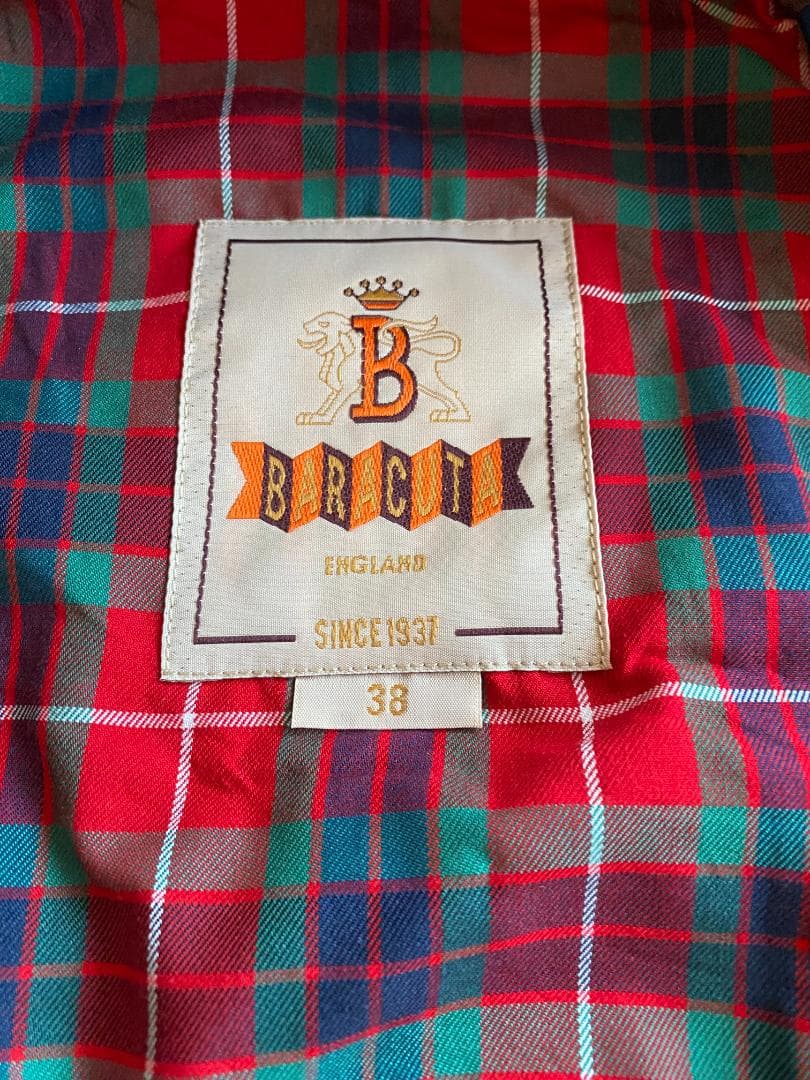 B
BARACUTA
ENGLAND
SINCE 1937
38